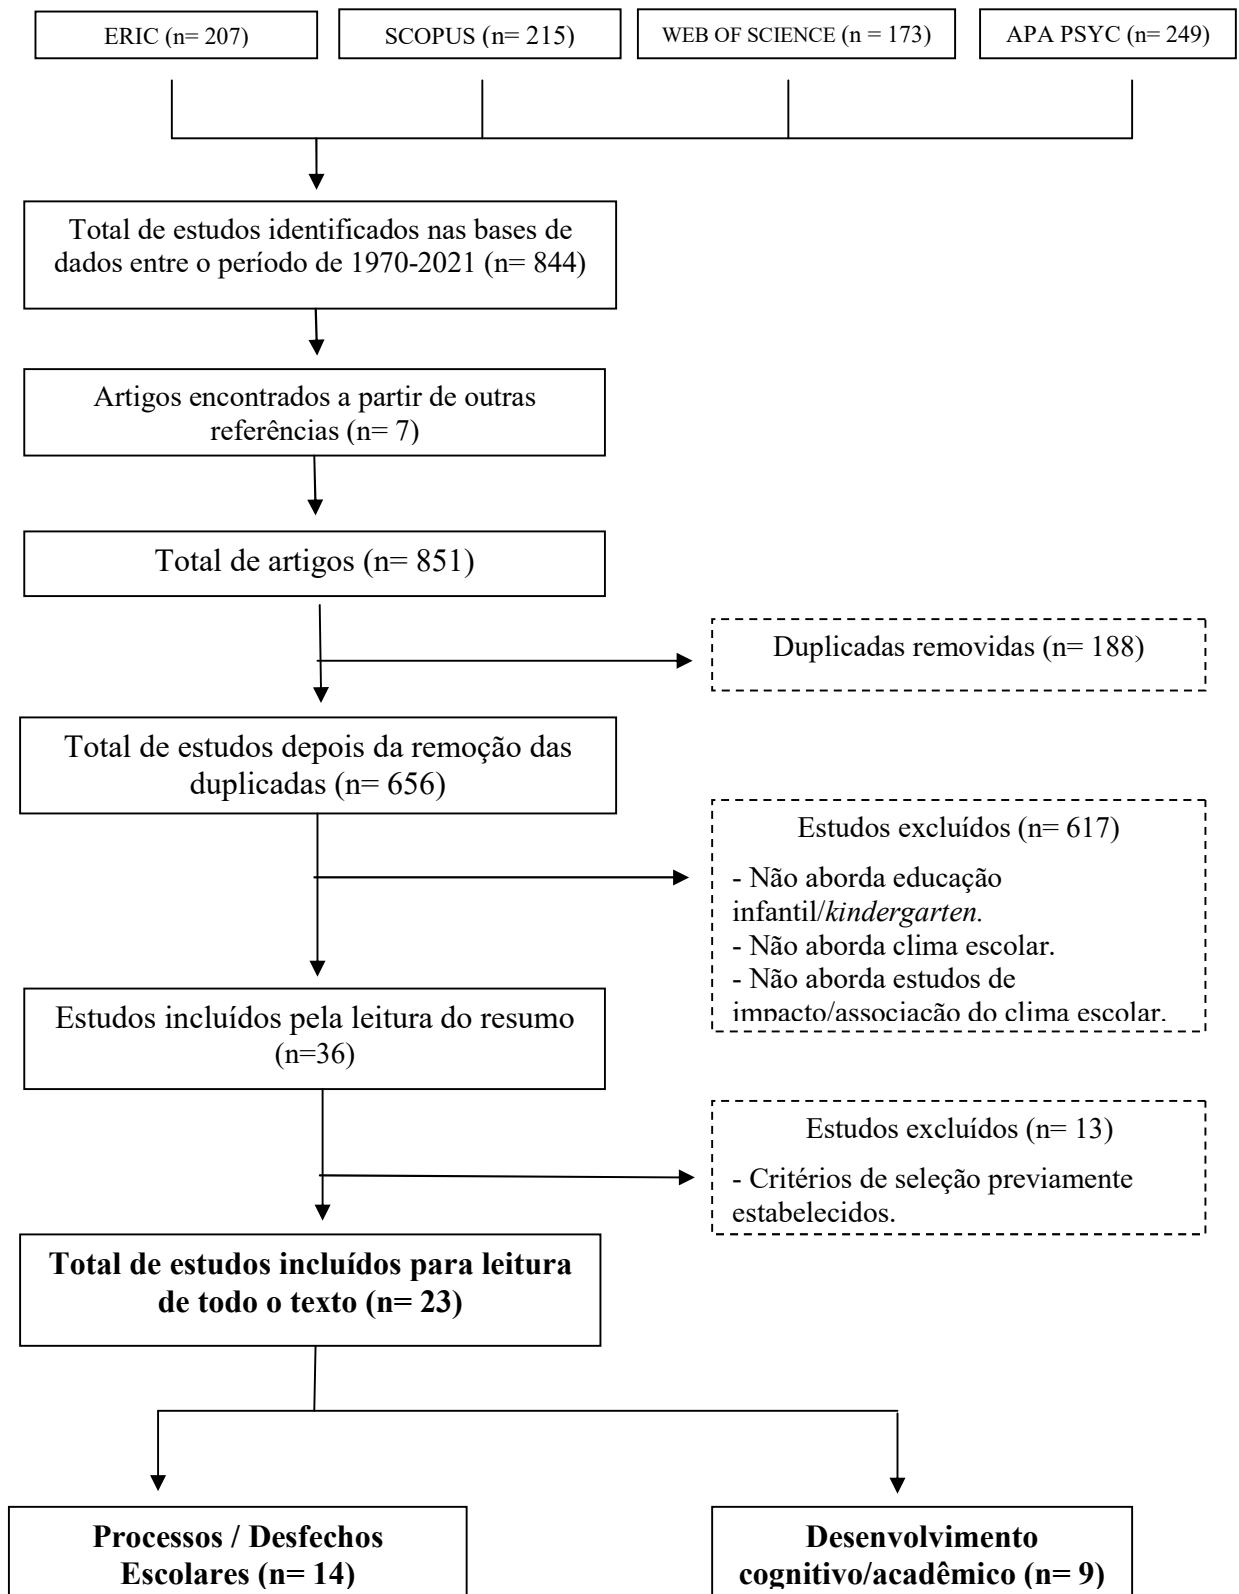 ERIC (n= 207)
SCOPUS (n= 215)
WEB OF SCIENCE (n = 173)
APA PSYC (n= 249)
Total de estudos identificados nas bases de
dados entre o período de 1970-2021 (n= 844)
Artigos encontrados a partir de outras
referências (n= 7)
Total de artigos (n= 851)
Duplicadas removidas (n= 188)
Total de estudos depois da remoção das
duplicadas (n= 656)
Estudos excluídos (n= 617)
- Não aborda educação
infantil/kindergarten.
- Não aborda clima escolar.
- Não aborda estudos de
impacto/associação do clima escolar.
Estudos incluídos pela leitura do resumo
(n=36)
Estudos excluídos (n= 13)
- Critérios de seleção previamente
estabelecidos.
Total de estudos incluídos para leitura
de todo o texto (n= 23)
Processos / Desfechos
Escolares (n= 14)
Desenvolvimento
cognitivo/acadêmico (n= 9)